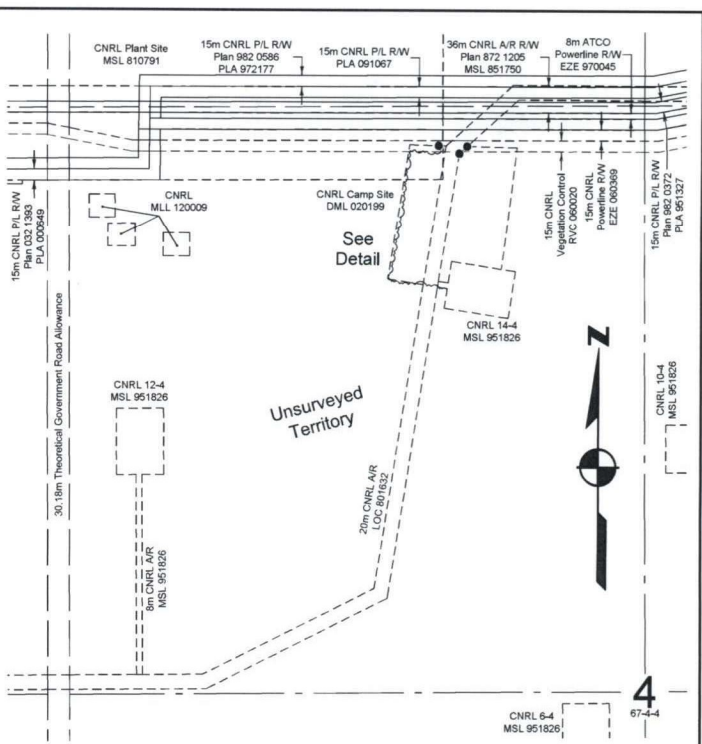 CNRL Plant Site
MSL 810791
15m CNRL P/L R/W
Plan 982 0586
PLA 972177
15m CNRL P/L R/W
PLA 091067
36m CNRL A/R R/W
Plan 872 1205
MSL 851750
8m ATCO
Powerline R/W
EZE 970045
15m CNRL P/L R/W
Plan 032 1393
PLA 000649
CNRL
MLL 120009
CNRL Camp Site
DML 020199
See
Detail
15m CNRL
Vegetation Control
RVC 060020
15m CNRL
Powerline R/W
EZE 060369
15m CNRL P/L R/W
Plan 982 0372
PLA 951327
CNRL 14-4
MSL 951826
30.18m Theoretical Government Road Allowance
CNRL 12-4
MSL 951826
Unsurveyed
Territory
N
CNRL 10-4
MSL 951826
20m CNRL A/R
LOC 801632
8m CNRL A/R
MSL 951826
4
67-4-4
CNRL 6-4
MSL 951826